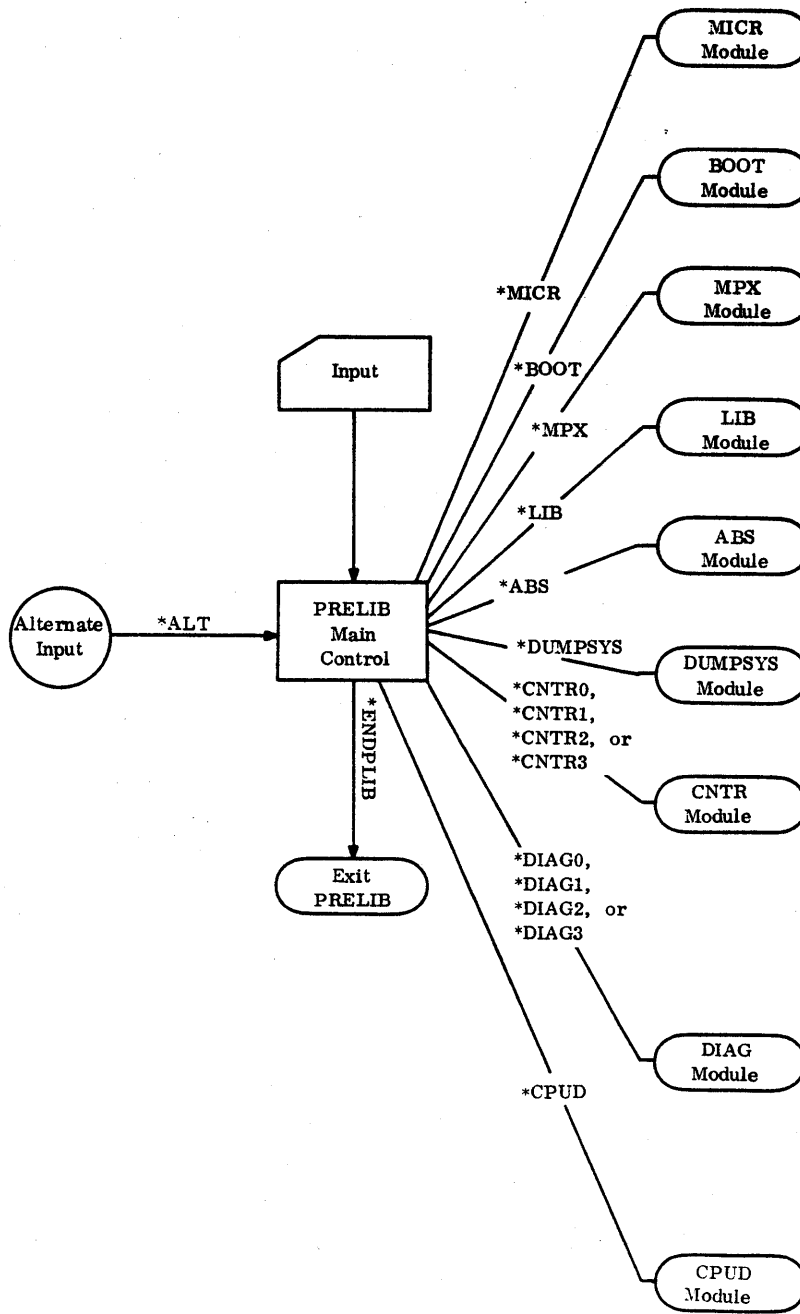 MICR
Module
BOOT
Module
MPX
Module
*MICR
Input
*BOOT
*MPX
LIB
Module
*LIB
ABS
Module
*ABS
Alternate
Input
*ALT
PRELIB
Main
Control
*DUMPSYS
DUMPSYS
Module
*CNTR0,
*CNTR1,
*CNTR2, or
*CNTR3
*ENDPLIB
CNTR
Module
Exit
PRELIB
*DIAG0,
*DIAG1,
*DIAG2, or
*DIAG3
DIAG
Module
*CPUD
CPUD
Module